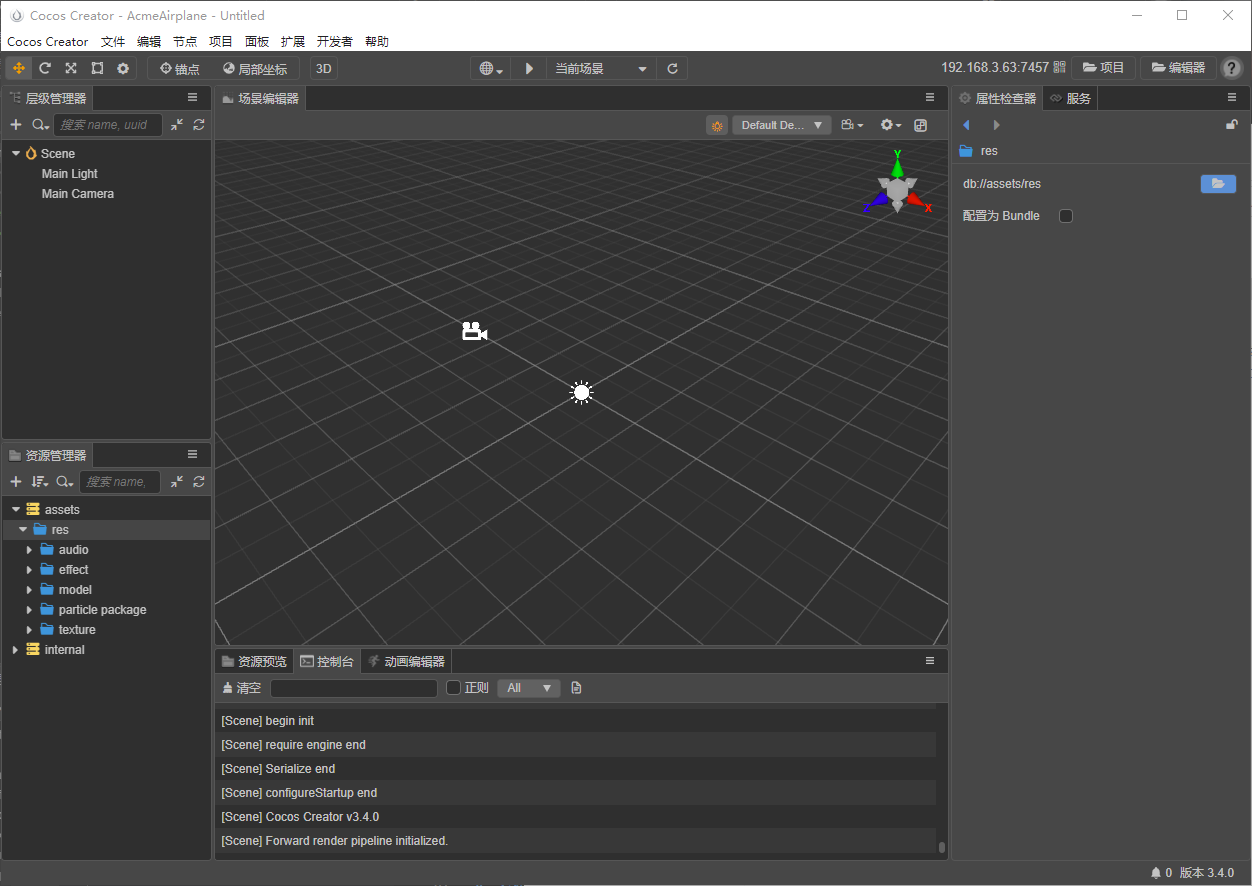 Cocos Creator - AcmeAirplane - Untitled
Cocos Creator 文件 编辑 节点 项目 面板 扩展 开发者 帮助
锚点 局部坐标 3D 当前场景 192.168.3.63:7457 项目 编辑器 ?
层级管理器
搜索 name, uuid
Scene
Main Light
Main Camera
资源管理器
搜索 name,
assets
res
audio
effect
model
particle package
texture
internal
场景编辑器
Default De...
Y
Z
X
资源预览 控制台 动画编辑器
清空 正则 All
[Scene] begin init
[Scene] require engine end
[Scene] Serialize end
[Scene] configureStartup end
[Scene] Cocos Creator v3.4.0
[Scene] Forward render pipeline initialized.
属性检查器 服务
res
db://assets/res
配置为 Bundle
0 版本 3.4.0